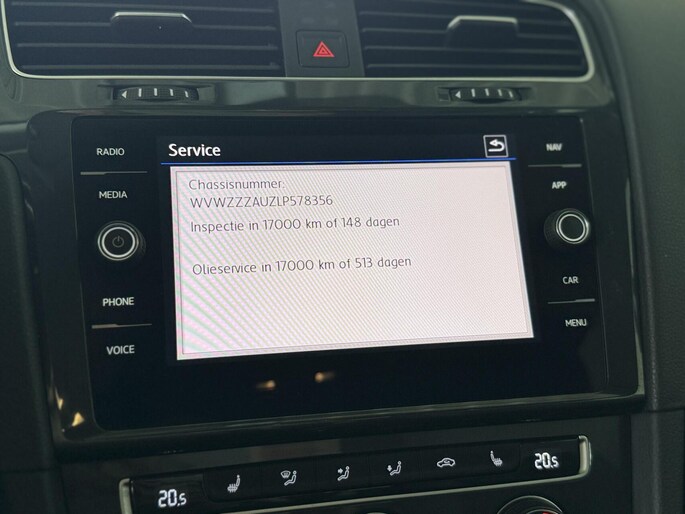 RADIO
Service
NAV
MEDIA
Chassisnummer:
WVWZZZAUZLP578356
APP
Inspectie in 17000 km of 148 dagen
Olieservice in 17000 km of 513 dagen
CAR
PHONE
MENU
VOICE
20.5
20.5